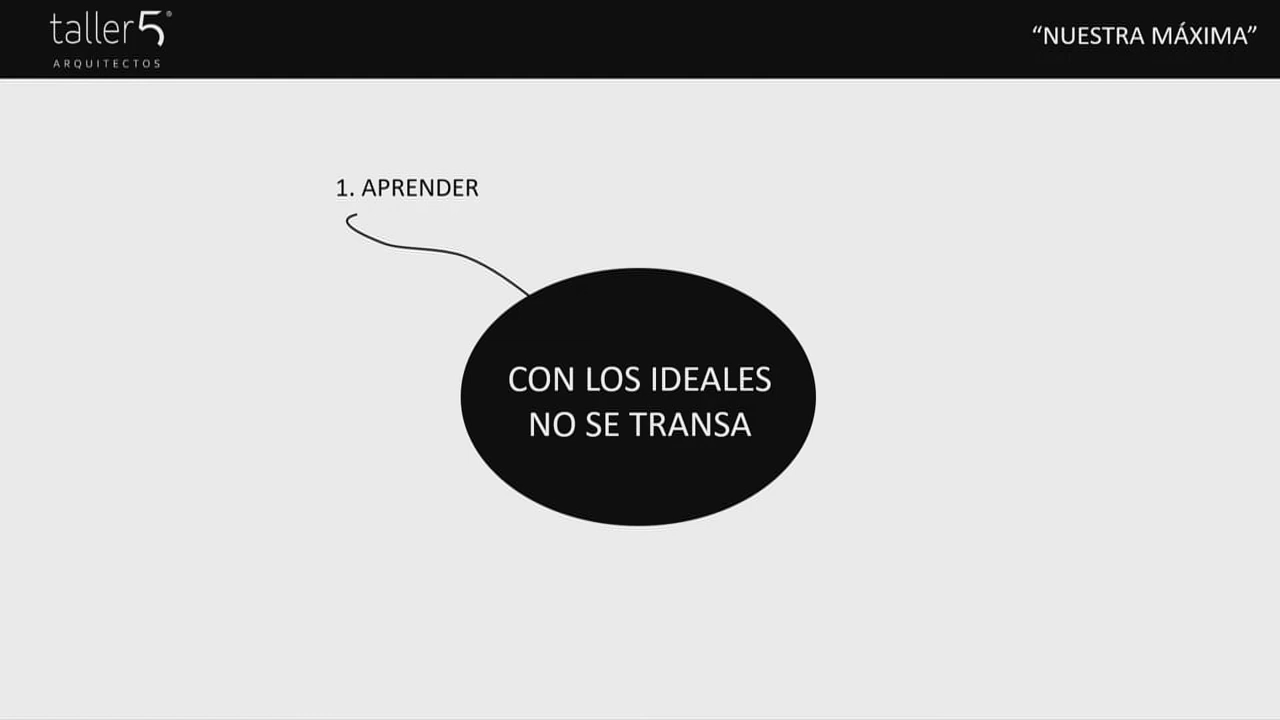 taller5®
ARQUITECTOS
“NUESTRA MÁXIMA”
1. APRENDER
CON LOS IDEALES
NO SE TRANSA